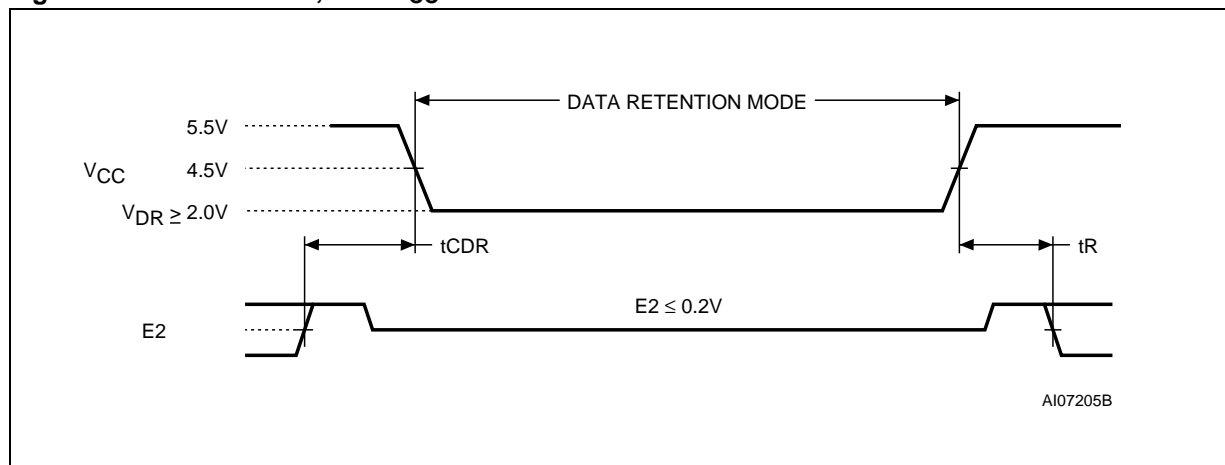 DATA RETENTION MODE
5.5V
VCC 4.5V
VDR ≥ 2.0V
tCDR
tR
E2 ≤ 0.2V
E2
AI07205B